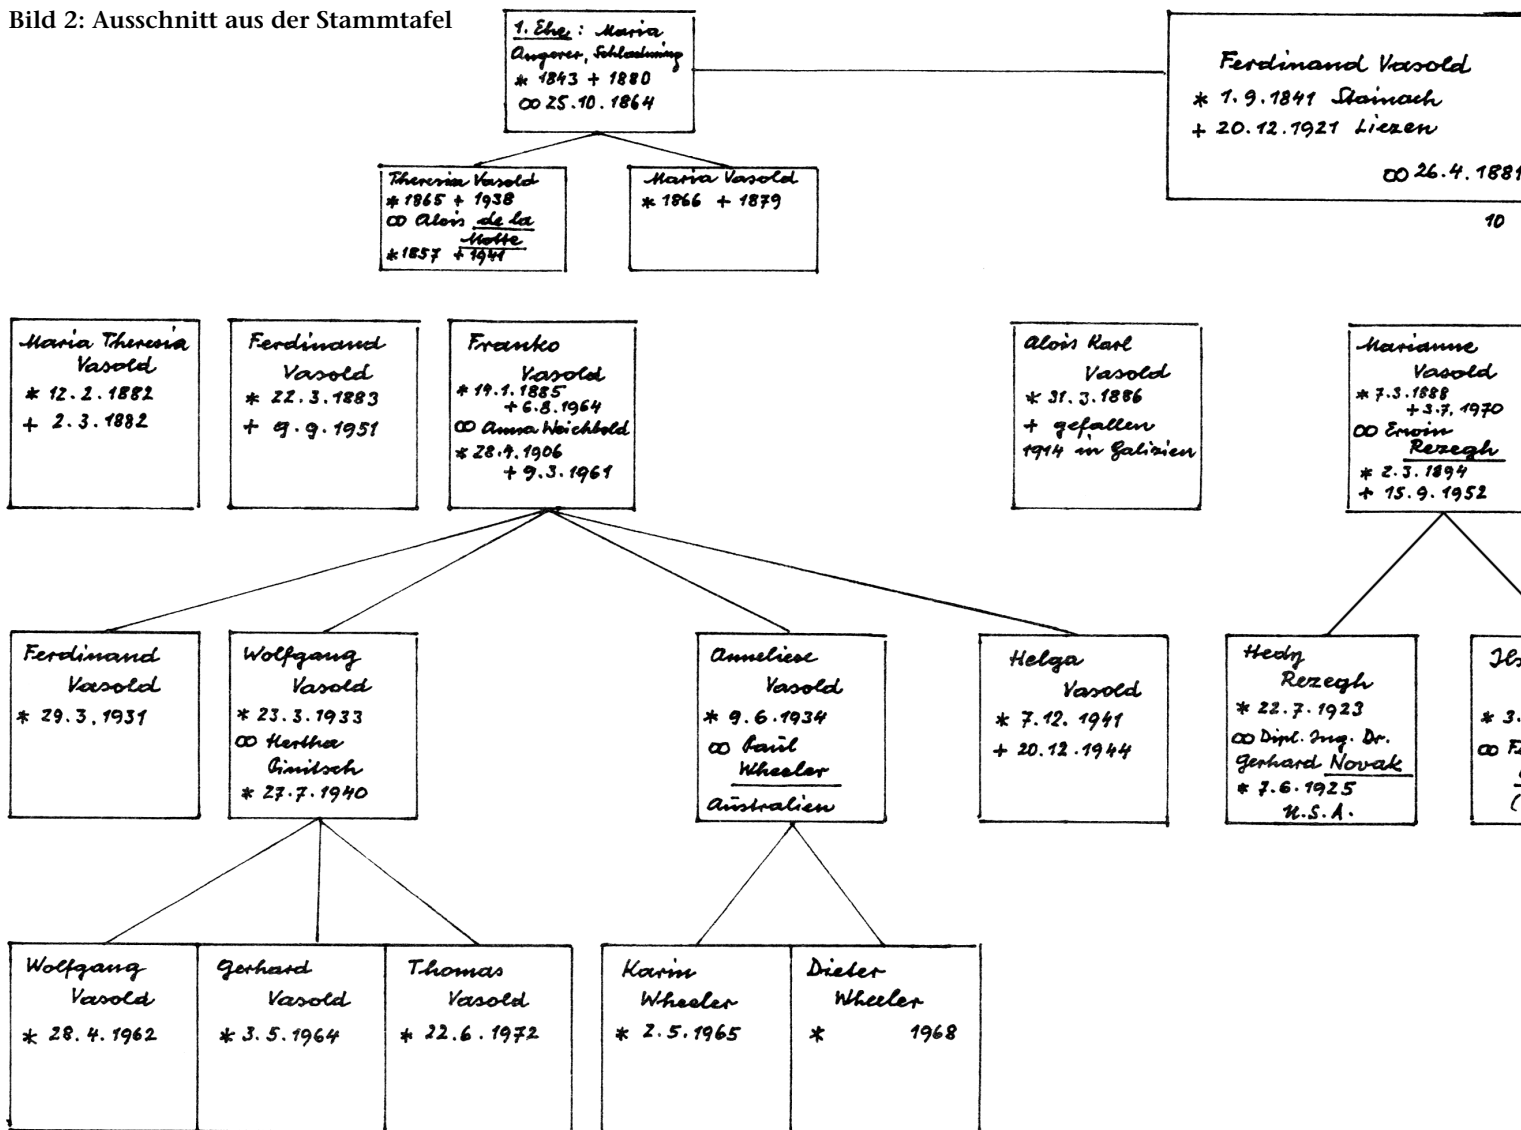 Bild 2: Ausschnitt aus der Stammtafel
1. Ehe: Maria
Angerer, Schladming
* 1843 + 1880
∞ 25.10.1864
Ferdinand Vasold
* 1.9.1841 Stainach
+ 20.12.1921 Liezen
∞ 26.4.1881
10
Theresia Vasold
* 1865 + 1938
∞ Alois de la
Motte
* 1857 + 1941
Maria Vasold
* 1866 + 1879
Maria Theresia
Vasold
* 12.2.1882
+ 2.3.1882
Ferdinand
Vasold
* 22.3.1883
+ 9.9.1951
Franko
Vasold
* 14.1.1885
+ 6.8.1964
∞ Anna Weichbold
* 28.4.1906
+ 9.3.1961
Alois Karl
Vasold
* 31.3.1886
+ gefallen
1914 in Galizien
Marianne
Vasold
* 7.3.1888
+ 3.7.1970
∞ Erwin
Rezegh
* 2.3.1894
+ 15.9.1952
Ferdinand
Vasold
* 29.3.1931
Wolfgang
Vasold
* 23.3.1933
∞ Hertha
Pinitsch
* 27.7.1940
Anneliese
Vasold
* 9.6.1934
∞ Paul
Wheeler
Australien
Helga
Vasold
* 7.12.1941
+ 20.12.1944
Hedy
Rezegh
* 22.7.1923
∞ Dipl. Ing. Dr.
Gerhard Novak
* 7.6.1925
U.S.A.
* 3.
∞
(
Wolfgang
Vasold
* 28.4.1962
Gerhard
Vasold
* 3.5.1964
Thomas
Vasold
* 22.6.1972
Karin
Wheeler
* 2.5.1965
Dieter
Wheeler
* 1968